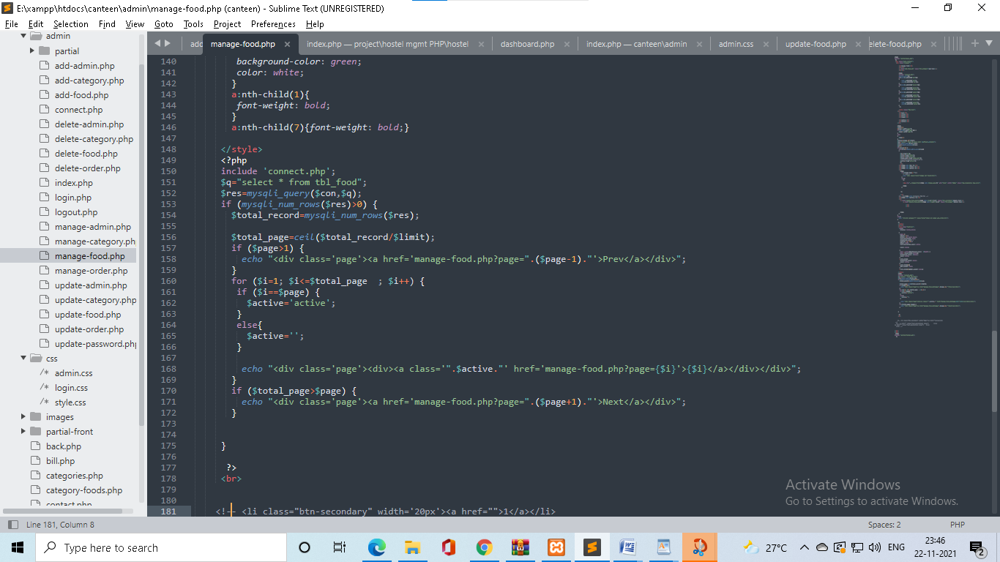 E:\xampp\htdocs\canteen\admin\manage-food.php (canteen) - Sublime Text (UNREGISTERED)
File Edit Selection Find View Goto Tools Project Preferences Help
admin
partial
add-admin.php
add-category.php
add-food.php
connect.php
delete-admin.php
delete-category.php
delete-food.php
delete-order.php
index.php
login.php
logout.php
manage-admin.php
manage-category.ph
manage-food.php
manage-order.php
update-admin.php
update-category.php
update-food.php
update-order.php
update-password.php
css
/* admin.css
/* login.css
/* style.css
images
partial-front
back.php
bill.php
categories.php
category-foods.php
contact.php
add manage-food.php × index.php — project\hostel mgmt PHP\hostel × dashboard.php × index.php — canteen\admin × admin.css × update-food.php × elete-food.php ×
140 background-color: green;
141 color: white;
142 }
143 a:nth-child(1){
144 font-weight: bold;
145 }
146 a:nth-child(7){font-weight: bold;}
147
148 </style>
149 <?php
150 include 'connect.php';
151 $q="select * from tbl_food";
152 $res=mysqli_query($con,$q);
153 if (mysqli_num_rows($res)>0) {
154 $total_record=mysqli_num_rows($res);
155
156 $total_page=ceil($total_record/$limit);
157 if ($page>1) {
158 echo "<div class='page'><a href='manage-food.php?page=".($page-1)."'>Prev</a></div>";
159 }
160 for ($i=1; $i<=$total_page  ; $i++) {
161 if ($i==$page) {
162 $active='active';
163 }
164 else{
165 $active='';
166 }
167
168 echo "<div class='page'><div><a class='".$active."' href='manage-food.php?page={$i}'>{$i}</a></div></div>";
169 }
170 if ($total_page>$page) {
171 echo "<div class='page'><a href='manage-food.php?page=".($page+1)."'>Next</a></div>";
172 }
173
174
175 }
176
177 ?>
178 <br>
179
180
181 <!-- <li class="btn-secondary" width='20px'><a href="">1</a></li>
Activate Windows
Go to Settings to activate Windows.
Line 181, Column 8 Spaces: 2 PHP
Type here to search
27°C ENG 23:46
22-11-2021
2